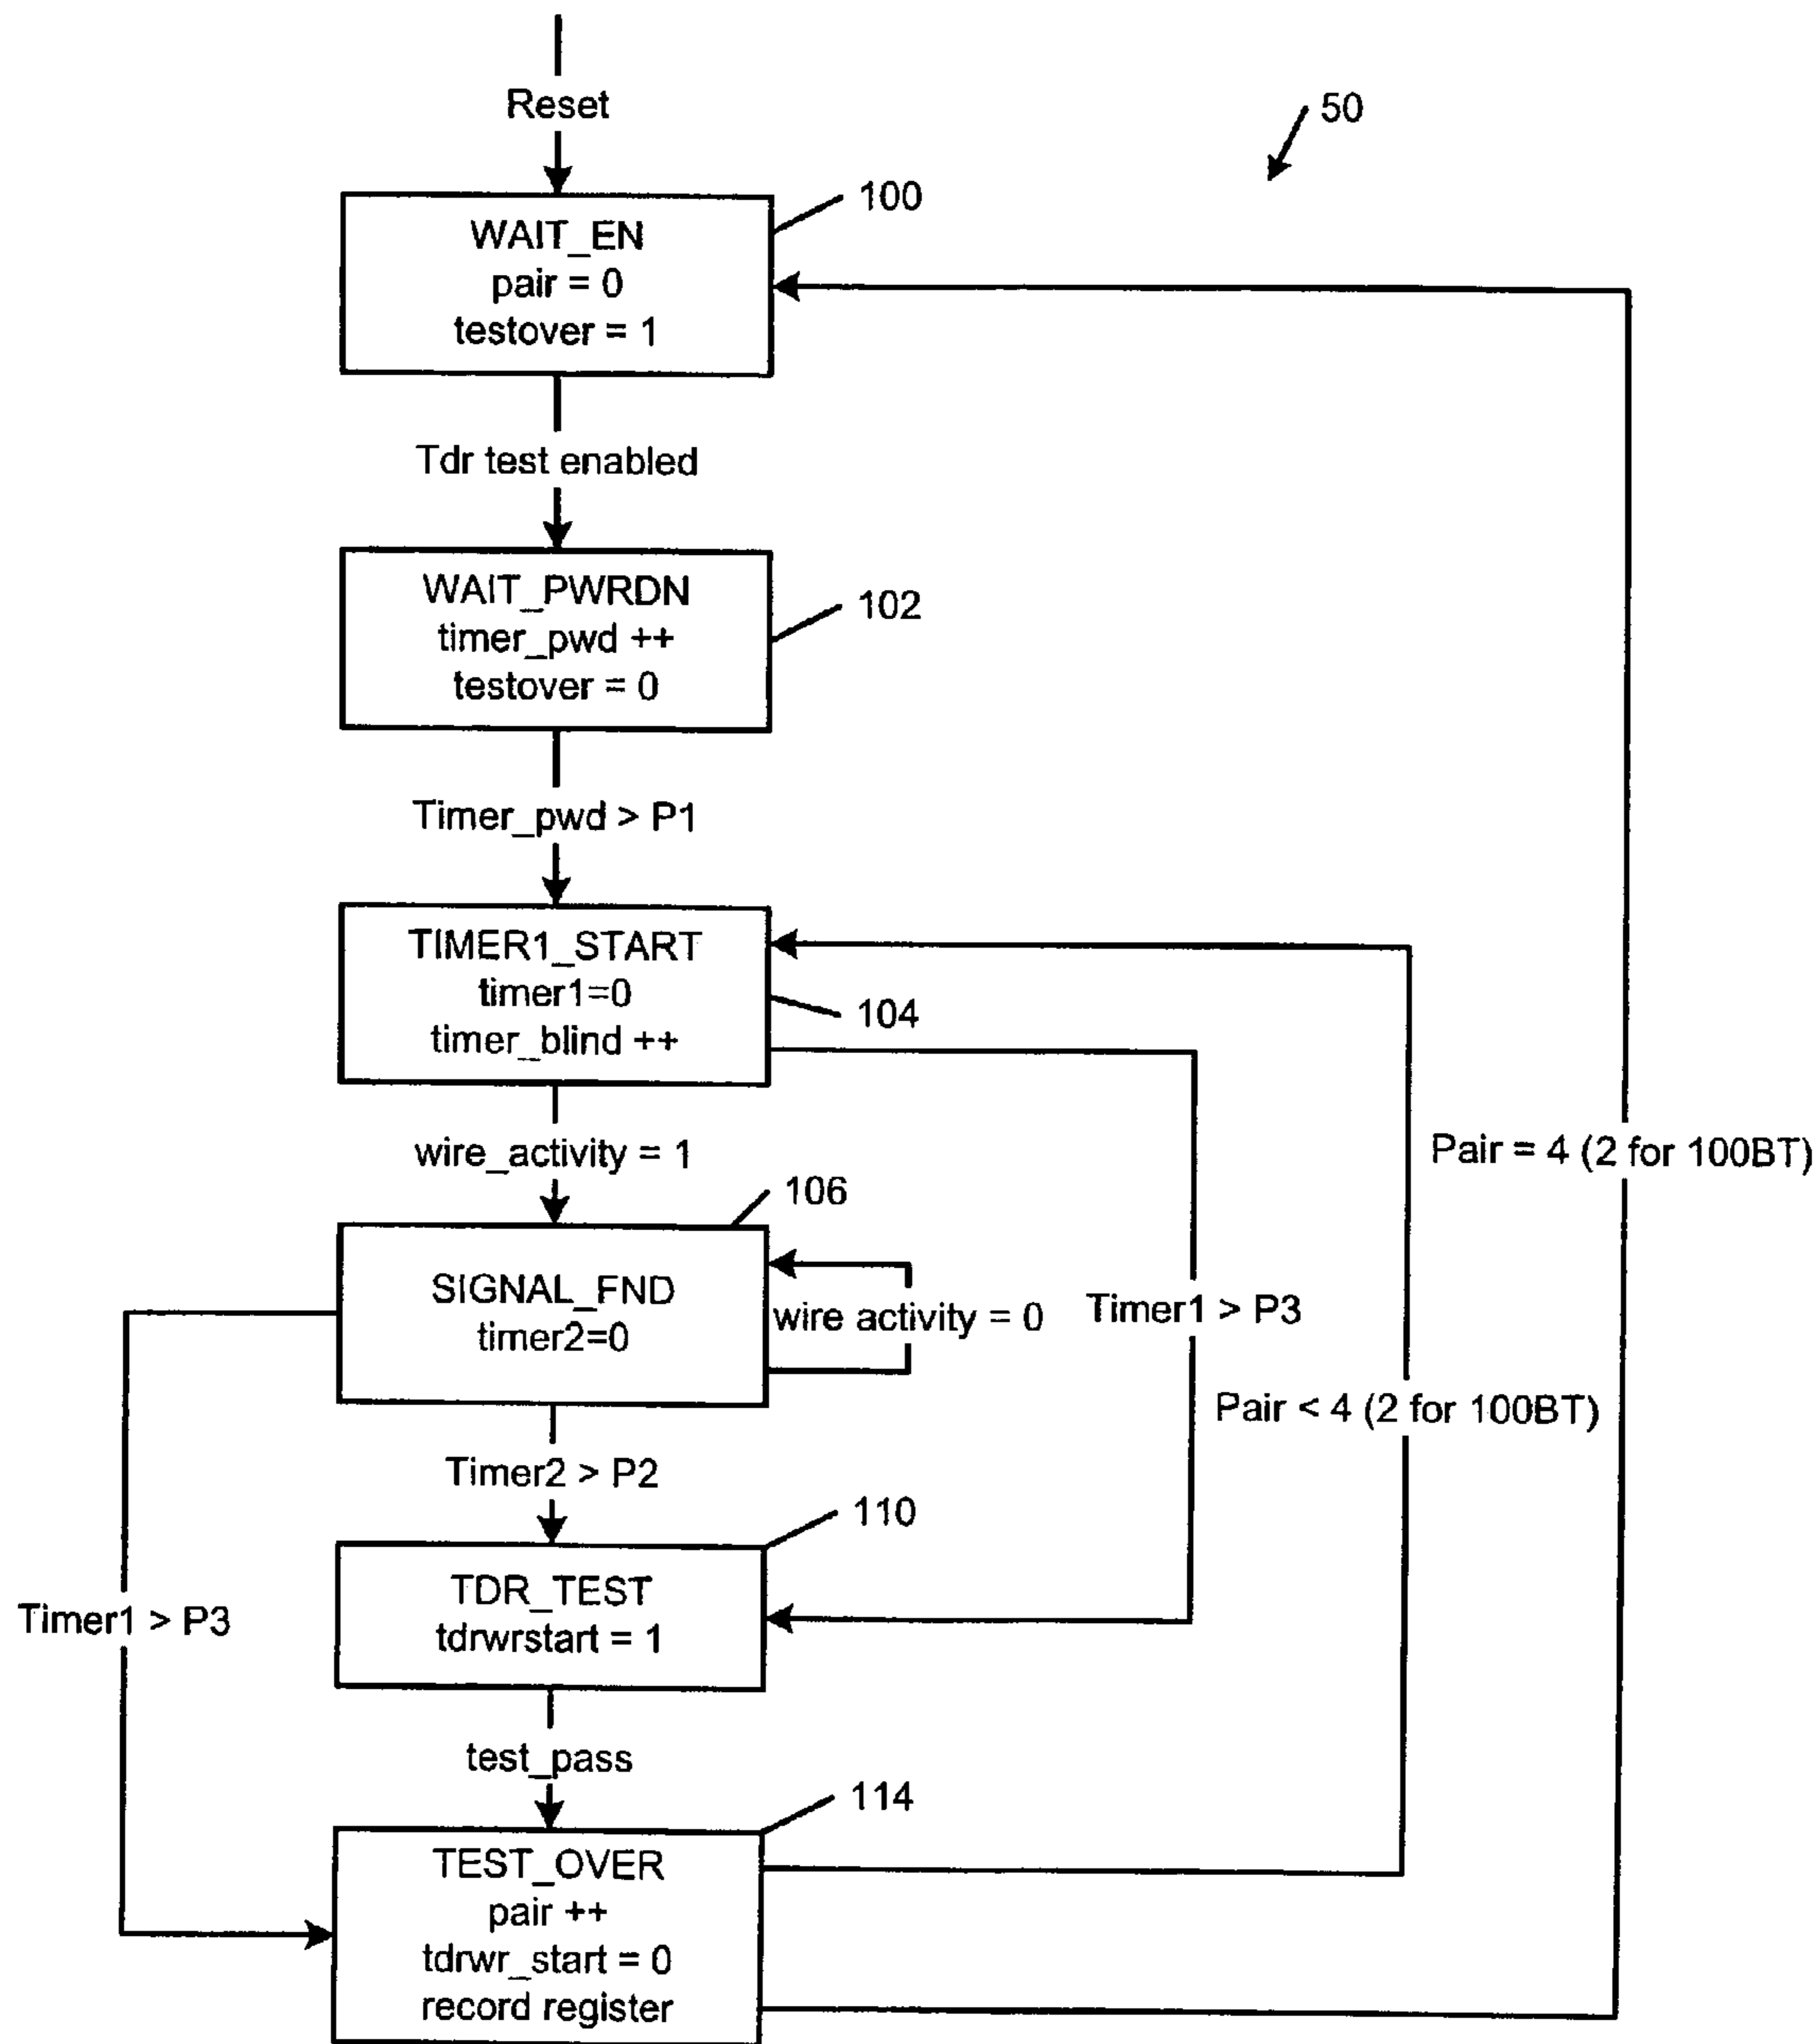 Reset
50
100
WAIT_EN
pair = 0
testover = 1
Tdr test enabled
WAIT_PWRDN
timer_pwd ++
testover = 0
102
Timer_pwd > P1
TIMER1_START
timer1=0
timer_blind ++
104
wire_activity = 1
Pair = 4 (2 for 100BT)
106
SIGNAL_FND
timer2=0
wire activity = 0
Timer1 > P3
Pair < 4 (2 for 100BT)
Timer2 > P2
110
TDR_TEST
tdrwrstart = 1
Timer1 > P3
test_pass
114
TEST_OVER
pair ++
tdrwr_start = 0
record register